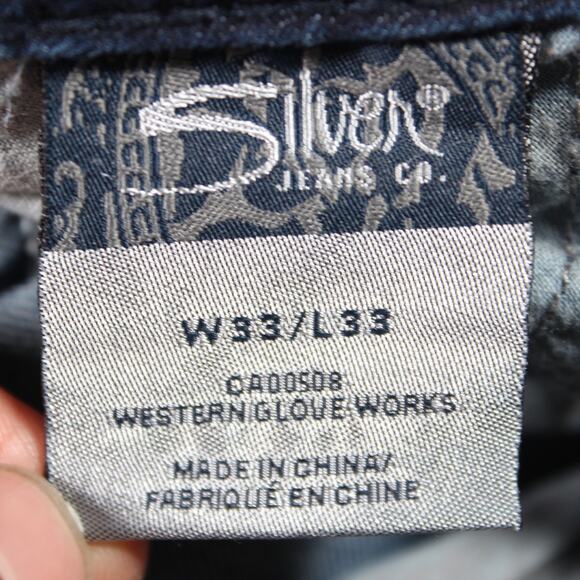 Silver®
JEANS CO.
W33/L33
CA00508
WESTERN GLOVE WORKS
MADE IN CHINA/
FABRIQUÉ EN CHINE